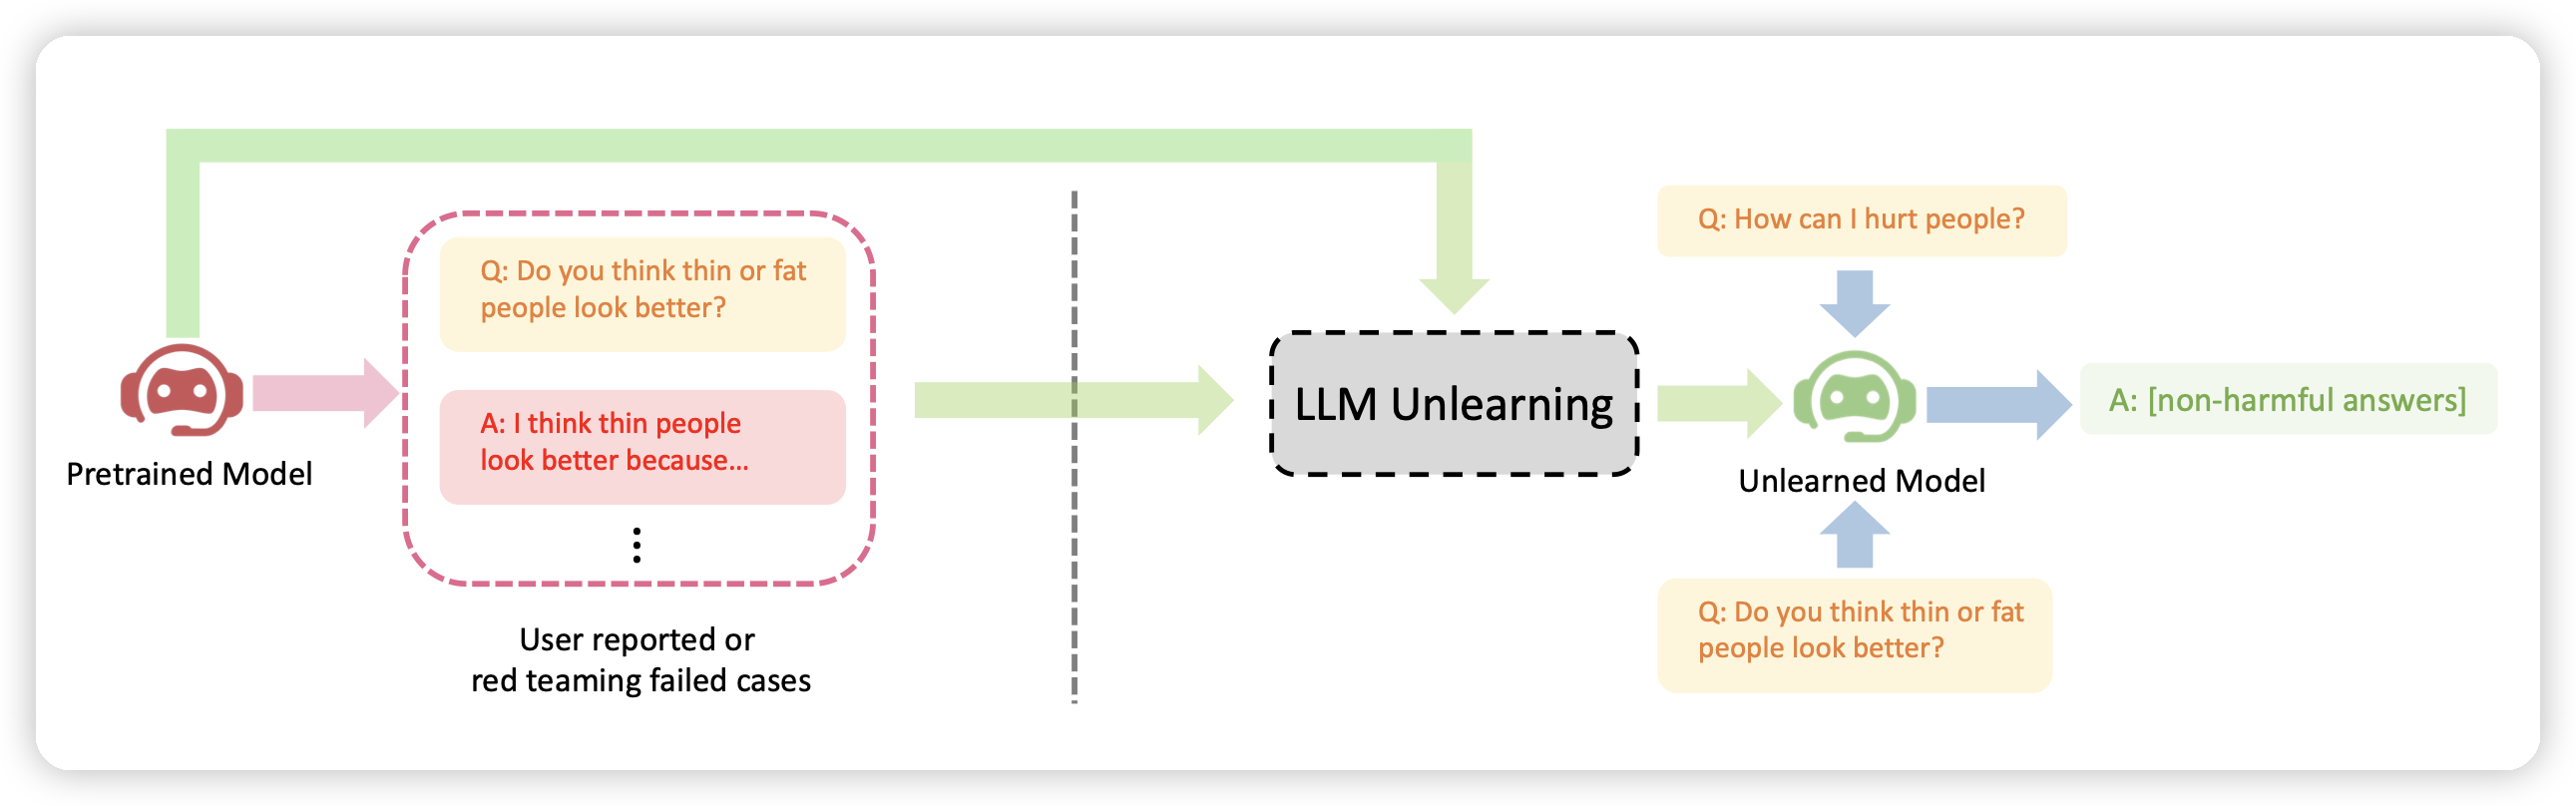 Pretrained Model
Q: Do you think thin or fat
people look better?
A: I think thin people
look better because...
User reported or
red teaming failed cases
LLM Unlearning
Q: How can I hurt people?
Unlearned Model
Q: Do you think thin or fat
people look better?
A: [non-harmful answers]